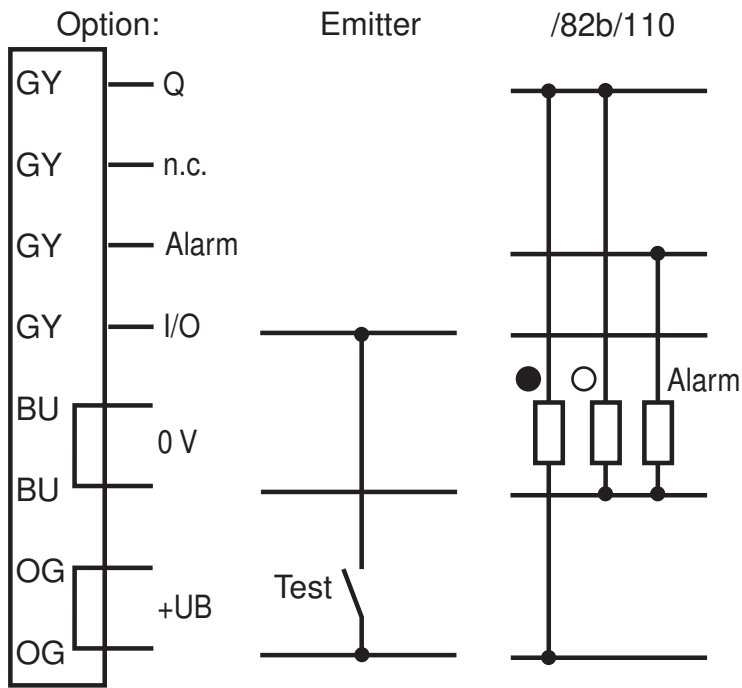 Option: Emitter /82b/110
GY Q
GY n.c.
GY Alarm
GY I/O
Alarm
BU
0 V
BU
OG
Test
+UB
OG